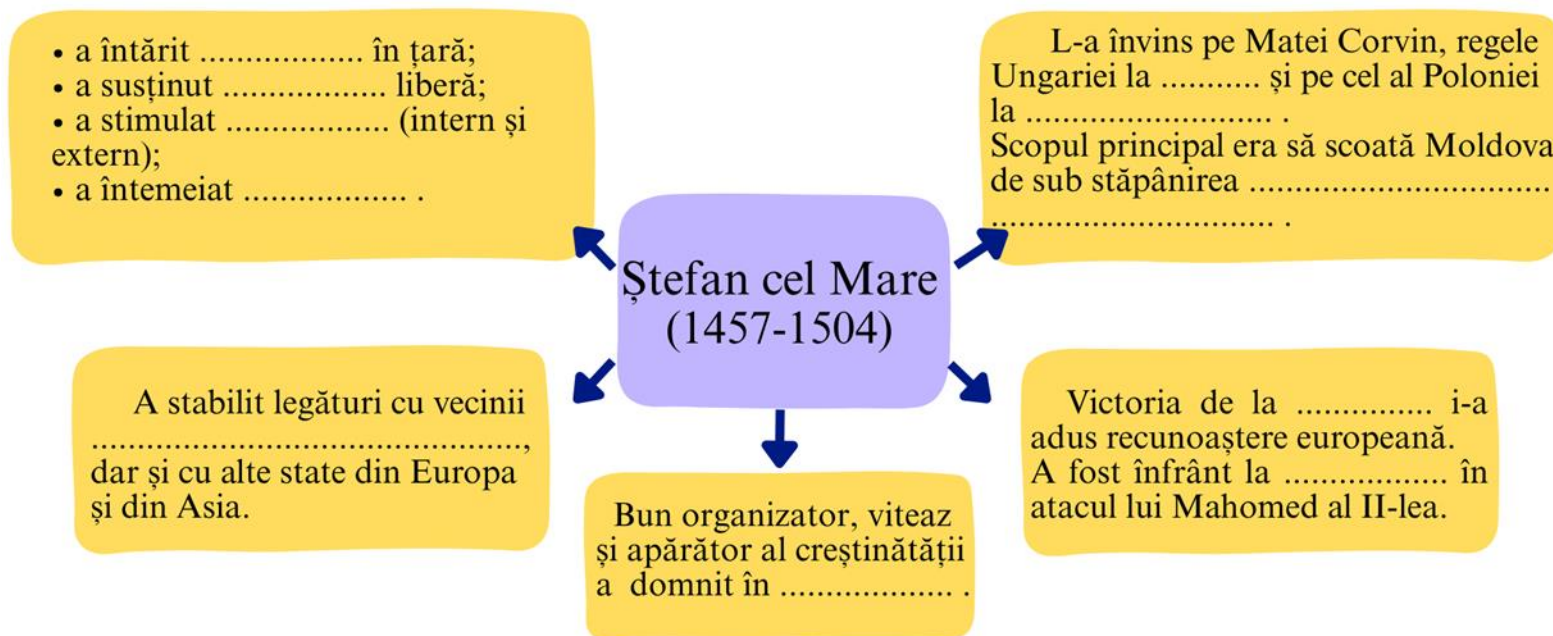 • a întărit .................. în țară;
• a susținut .................. liberă;
• a stimulat .................. (intern și
extern);
• a întemeiat .................. .
L-a învins pe Matei Corvin, regele
Ungariei la ........... și pe cel al Poloniei
la ........................... .
Scopul principal era să scoată Moldova
de sub stăpânirea .................................
............................... .
Ștefan cel Mare
(1457-1504)
A stabilit legături cu vecinii
................................................,
dar și cu alte state din Europa
și din Asia.
Bun organizator, viteaz
și apărător al creștinătății
a domnit în ................... .
Victoria de la ............... i-a
adus recunoaștere europeană.
A fost înfrânt la .................. în
atacul lui Mahomed al II-lea.